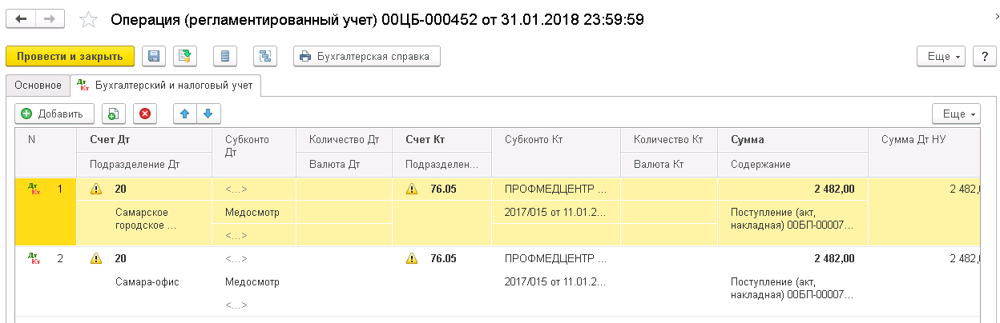 Операция (регламентированный учет) 00ЦБ-000452 от 31.01.2018 23:59:59
Провести и закрыть Бухгалтерская справка Еще ?
Основное Дт Кт Бухгалтерский и налоговый учет
Добавить Еще
N Счет Дт Субконто Дт Количество Дт Счет Кт Субконто Кт Количество Кт Сумма Сумма Дт НУ
Подразделение Дт Валюта Дт Подразделен... Валюта Кт Содержание
Дт Кт 1 20 <...> 76.05 ПРОФМЕДЦЕНТР ... 2 482,00 2 482,
Самарское Медосмотр 2017/015 от 11.01.2... Поступление (акт,
городское ... <...> накладная) 00БП-00007...
Дт Кт 2 20 <...> 76.05 ПРОФМЕДЦЕНТР ... 2 482,00 2 482,
Самара-офис Медосмотр 2017/015 от 11.01.2... Поступление (акт,
<...> накладная) 00БП-00007...